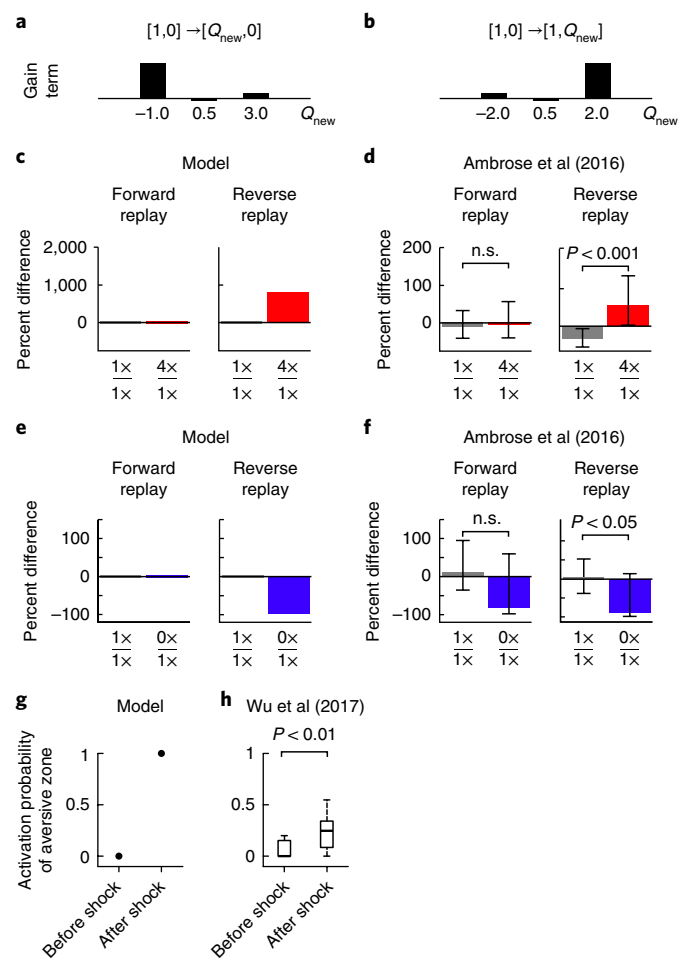 a
[1,0] →[Qnew,0]
Gain
term
–1.0 0.5 3.0 Qnew
b
[1,0] →[1,Qnew]
–2.0 0.5 2.0 Qnew
c
Model
Forward
replay
Reverse
replay
Percent difference
2,000
1,000
0
1×
1×
4×
1×
1×
1×
4×
1×
d
Ambrose et al (2016)
Forward
replay
Reverse
replay
Percent difference
200
100
0
n.s.
P < 0.001
1×
1×
4×
1×
1×
1×
4×
1×
e
Model
Forward
replay
Reverse
replay
Percent difference
100
0
–100
1×
1×
0×
1×
1×
1×
0×
1×
f
Ambrose et al (2016)
Forward
replay
Reverse
replay
Percent difference
100
0
–100
n.s.
P < 0.05
1×
1×
0×
1×
1×
1×
0×
1×
g
Model
Activation probability
of aversive zone
1
0.5
0
Before shock
After shock
h
Wu et al (2017)
P < 0.01
1
0.5
0
Before shock
After shock